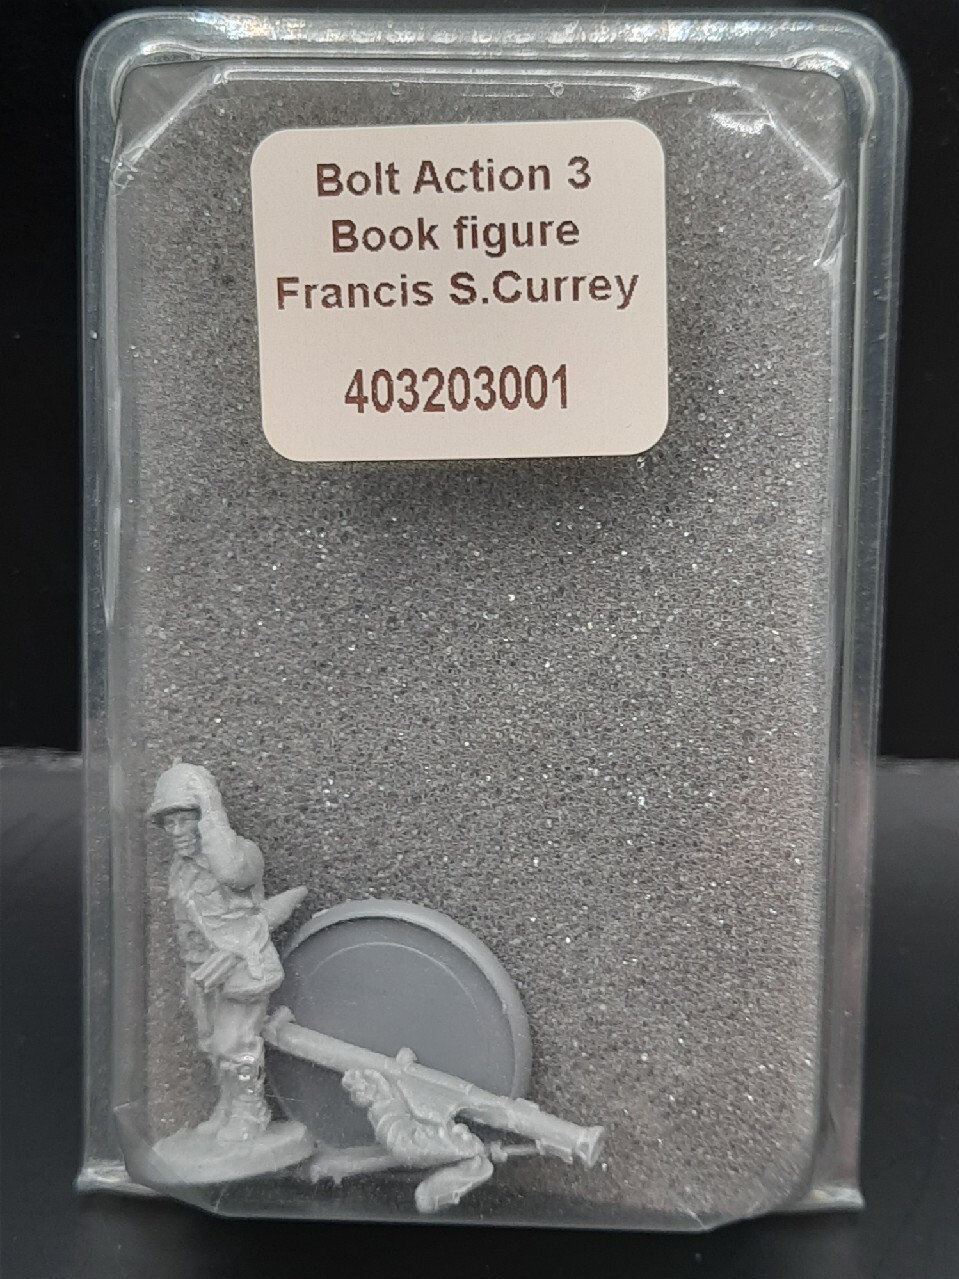 Bolt Action 3
Book figure
Francis S.Currey
403203001